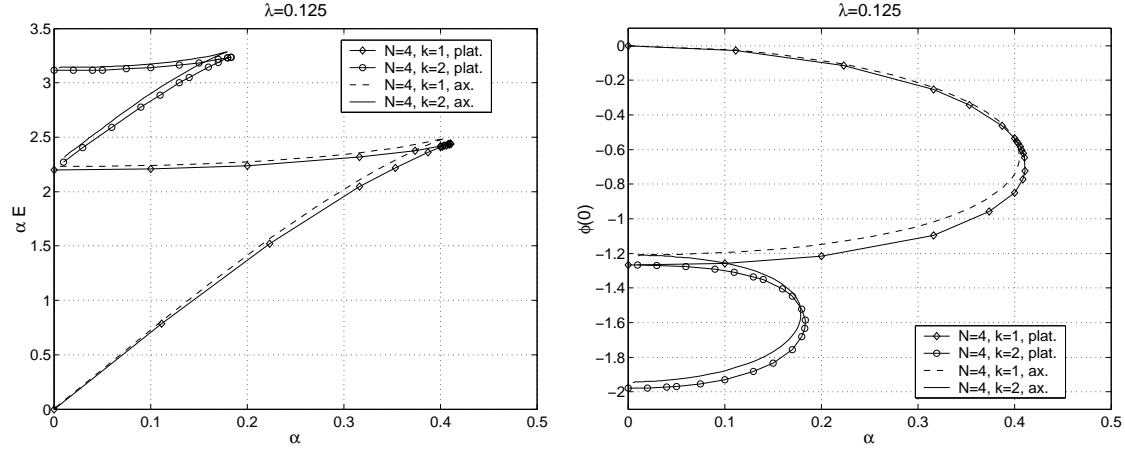 λ=0.125
3.5
3
2.5
2
1.5
1
0.5
0
α E
N=4, k=1, plat.
N=4, k=2, plat.
N=4, k=1, ax.
N=4, k=2, ax.
0 0.1 0.2 0.3 0.4 0.5
α
λ=0.125
0
−0.2
−0.4
−0.6
−0.8
−1
−1.2
−1.4
−1.6
−1.8
−2
ϕ(0)
N=4, k=1, plat.
N=4, k=2, plat.
N=4, k=1, ax.
N=4, k=2, ax.
0 0.1 0.2 0.3 0.4 0.5
α